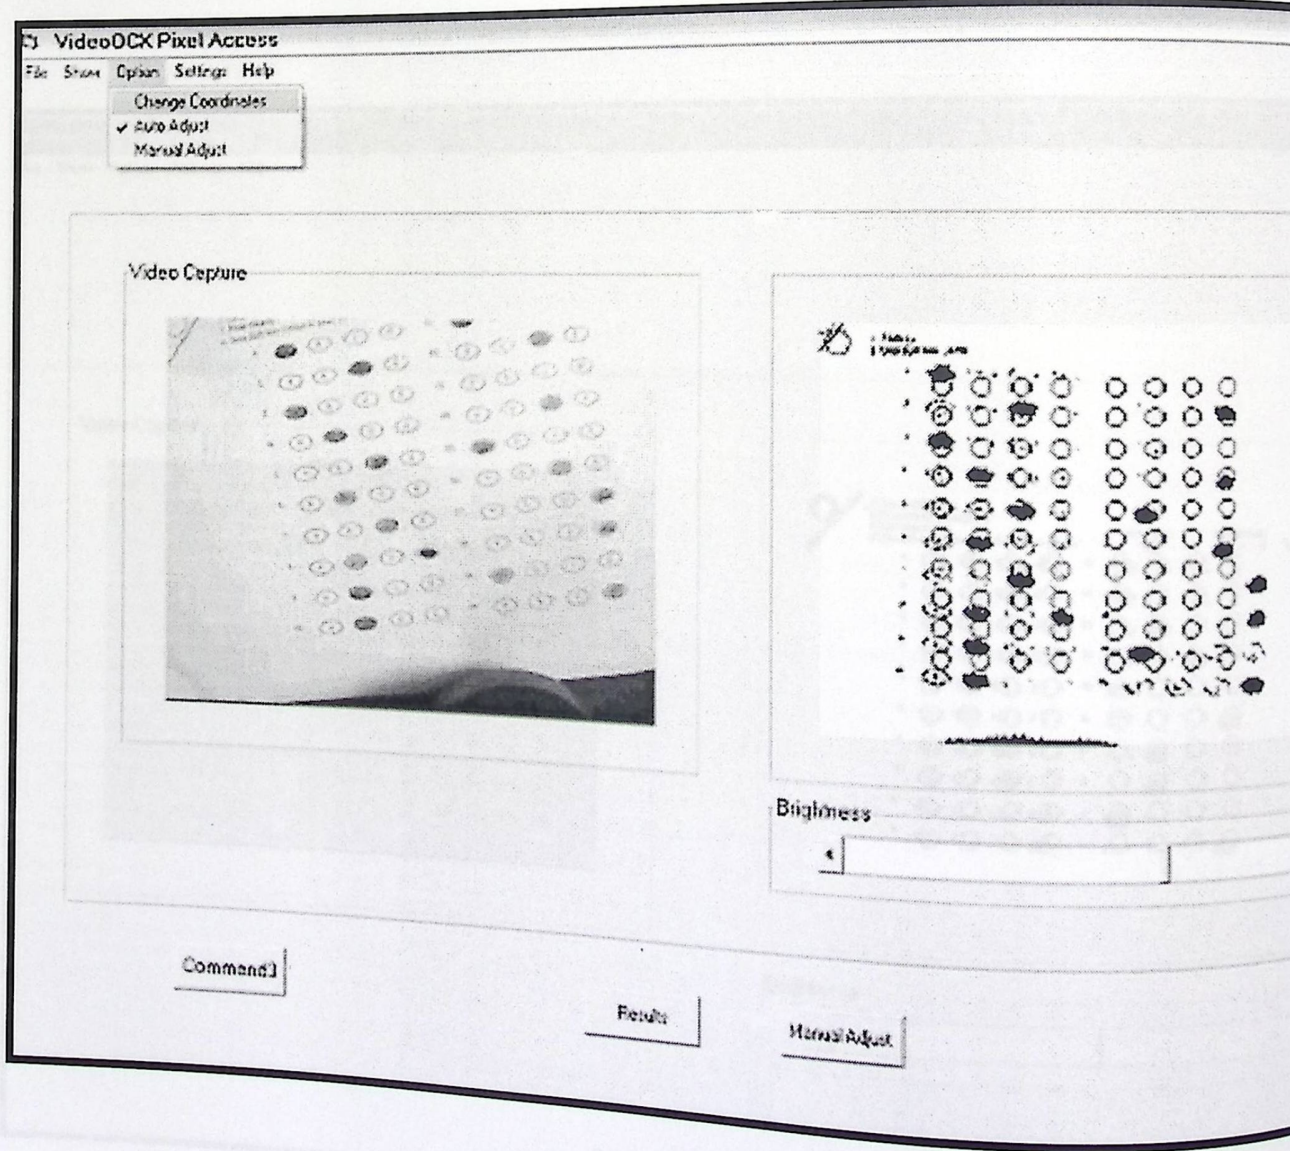 VideoOCX Pixel Access
File Show Option Settings Help
Change Coordinates
✓ Auto Adjust
Manual Adjust
Video Capture
Brightness
Command3
Results
Manual Adjust